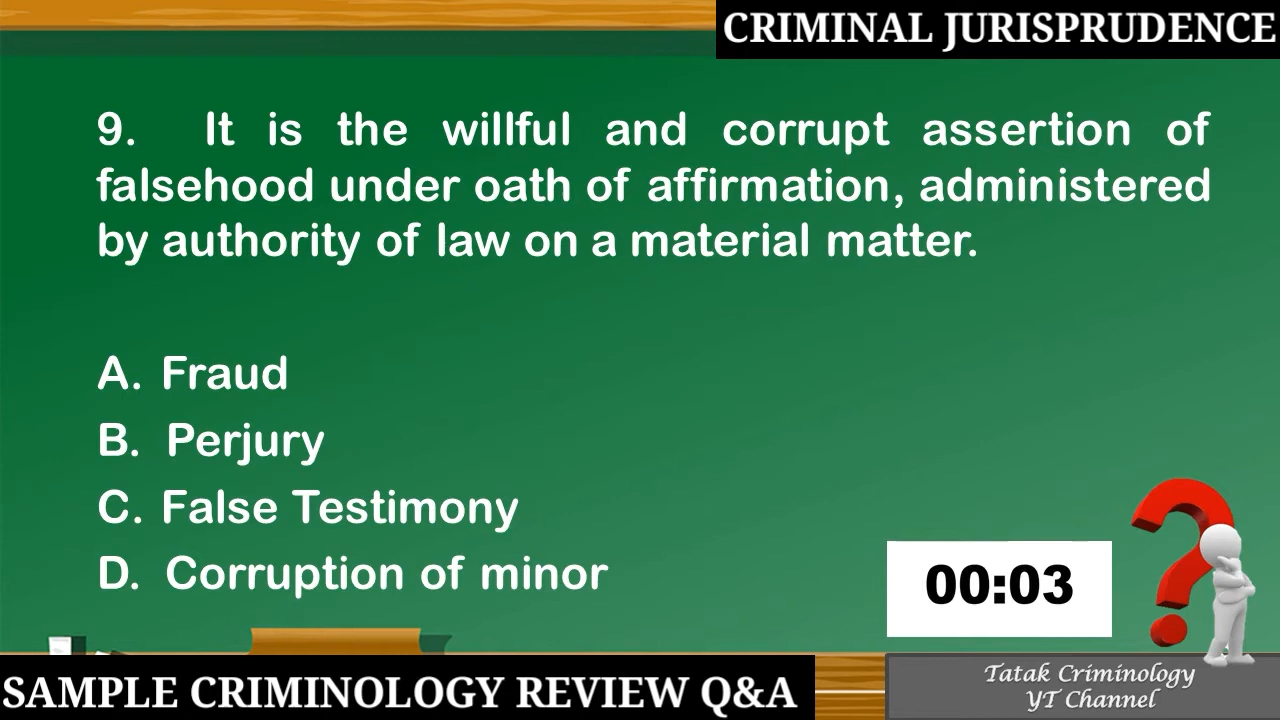 CRIMINAL JURISPRUDENCE
9. It is the willful and corrupt assertion of
falsehood under oath of affirmation, administered
by authority of law on a material matter.
A. Fraud
B. Perjury
C. False Testimony
D. Corruption of minor
00:03
Tatak Criminology
YT Channel
SAMPLE CRIMINOLOGY REVIEW Q&A